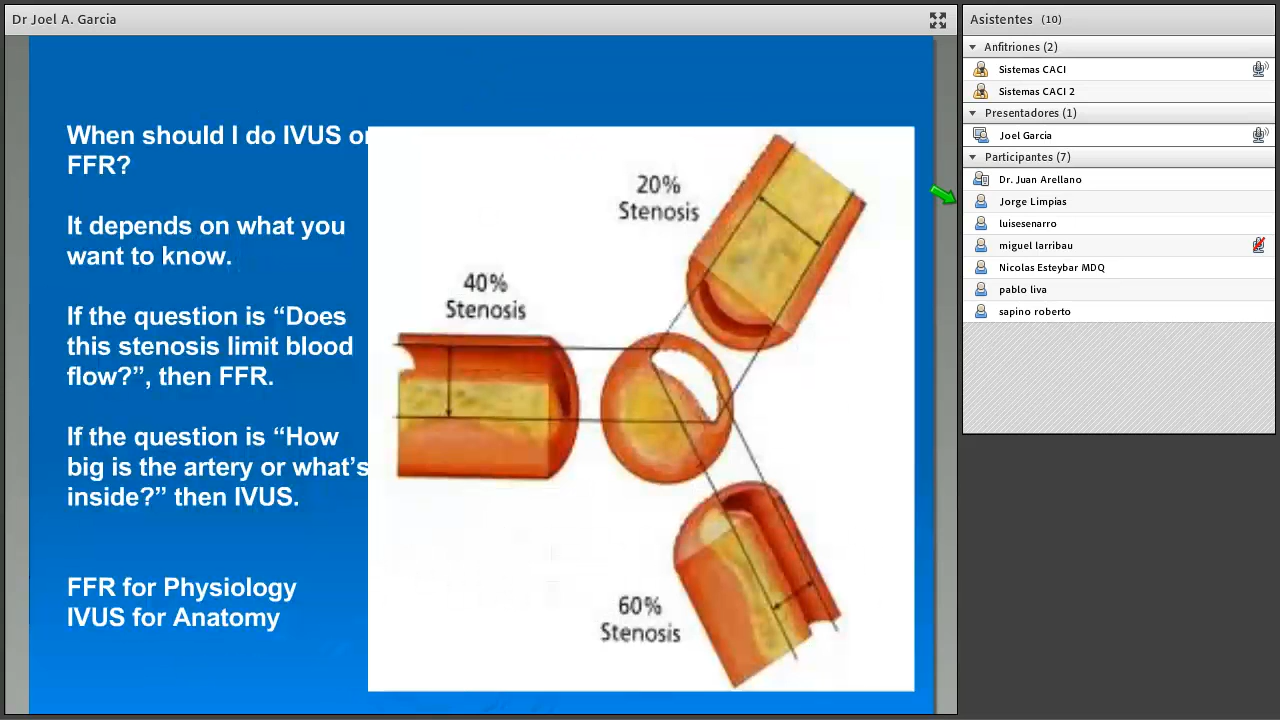 Dr Joel A. Garcia
When should I do IVUS or
FFR?
It depends on what you
want to know.
If the question is “Does
this stenosis limit blood
flow?”, then FFR.
If the question is “How
big is the artery or what’s
inside?” then IVUS.
FFR for Physiology
IVUS for Anatomy
20%
Stenosis
40%
Stenosis
60%
Stenosis
Asistentes (10)
Anfitriones (2)
Sistemas CACI
Sistemas CACI 2
Presentadores (1)
Joel Garcia
Participantes (7)
Dr. Juan Arellano
Jorge Limpias
luisesenarro
miguel larribau
Nicolas Esteybar MDQ
pablo liva
sapino roberto